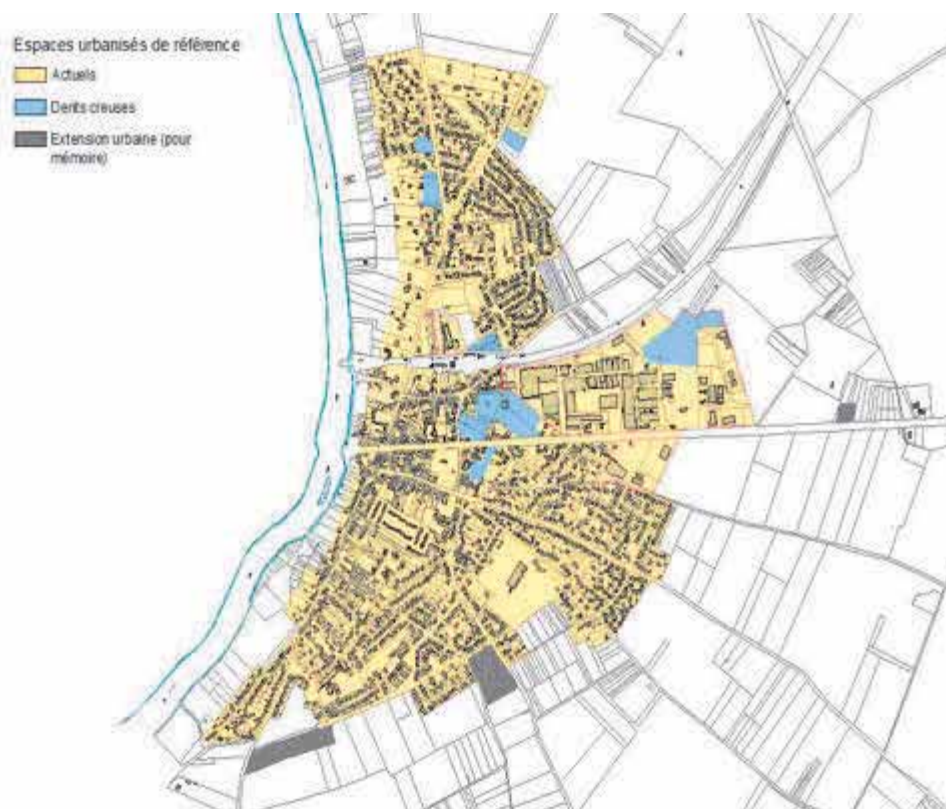 Espaces urbanisés de référence
Actuels
Dents creuses
Extension urbaine (pour
mémoire)